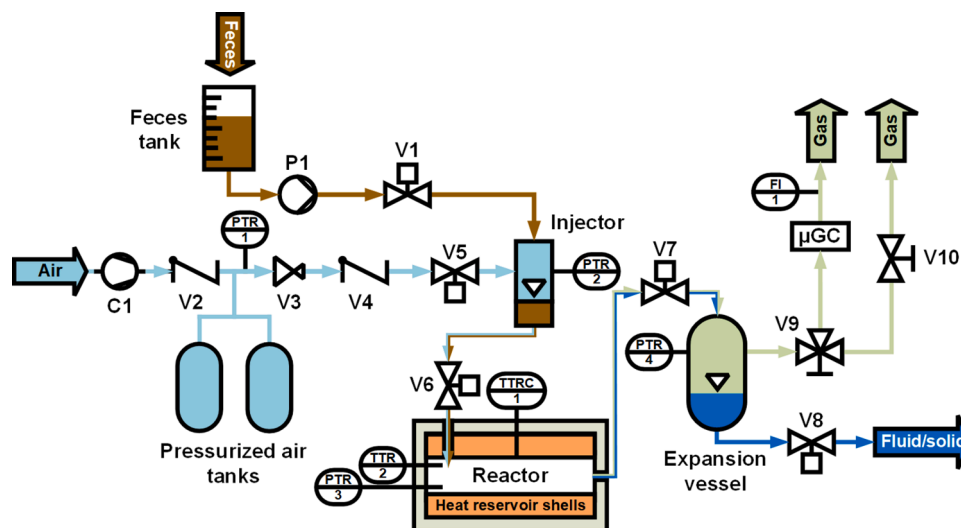 Feces
Feces
tank
P1
V1
Injector
PTR
1
Air
C1
V2
V3
V4
V5
PTR
2
V7
FI
1
Gas
Gas
µGC
V10
V9
PTR
4
V6
TTRC
1
Pressurized air
tanks
TTR
2
PTR
3
Reactor
Heat reservoir shells
Expansion
vessel
V8
Fluid/solid